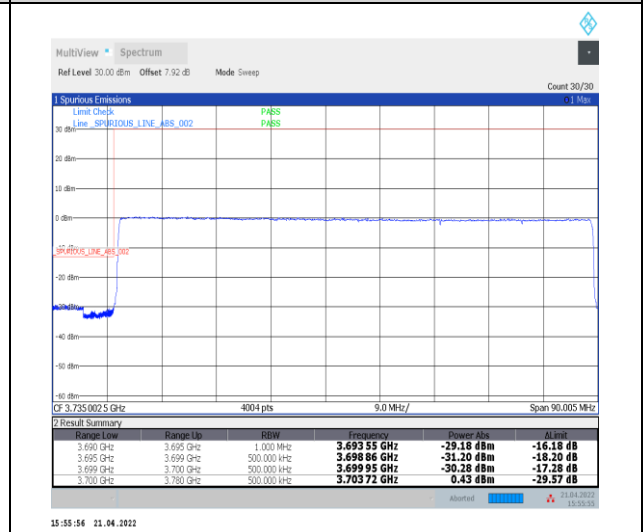 MultiView Spectrum
Ref Level 30.00 dBm Offset 7.92 dB Mode Sweep
Count 30/30
1 Spurious Emissions 1 Max
Limit Check PASS
Line _SPURIOUS_LINE_ABS_002 PASS
30 dBm
20 dBm
10 dBm
0 dBm
-10 dBm
_SPURIOUS_LINE_ABS_002
-20 dBm
-30 dBm
-40 dBm
-50 dBm
-60 dBm
CF 3.735 002 5 GHz 4004 pts 9.0 MHz/ Span 90.005 MHz
2 Result Summary
Range Low Range Up RBW Frequency Power Abs ΔLimit
3.690 GHz 3.695 GHz 1.000 MHz 3.693 55 GHz -29.18 dBm -16.18 dB
3.695 GHz 3.699 GHz 500.000 kHz 3.698 86 GHz -31.20 dBm -18.20 dB
3.699 GHz 3.700 GHz 500.000 kHz 3.699 95 GHz -30.28 dBm -17.28 dB
3.700 GHz 3.780 GHz 500.000 kHz 3.703 72 GHz 0.43 dBm -29.57 dB
Aborted 21.04.2022
15:55:55
15:55:56 21.04.2022